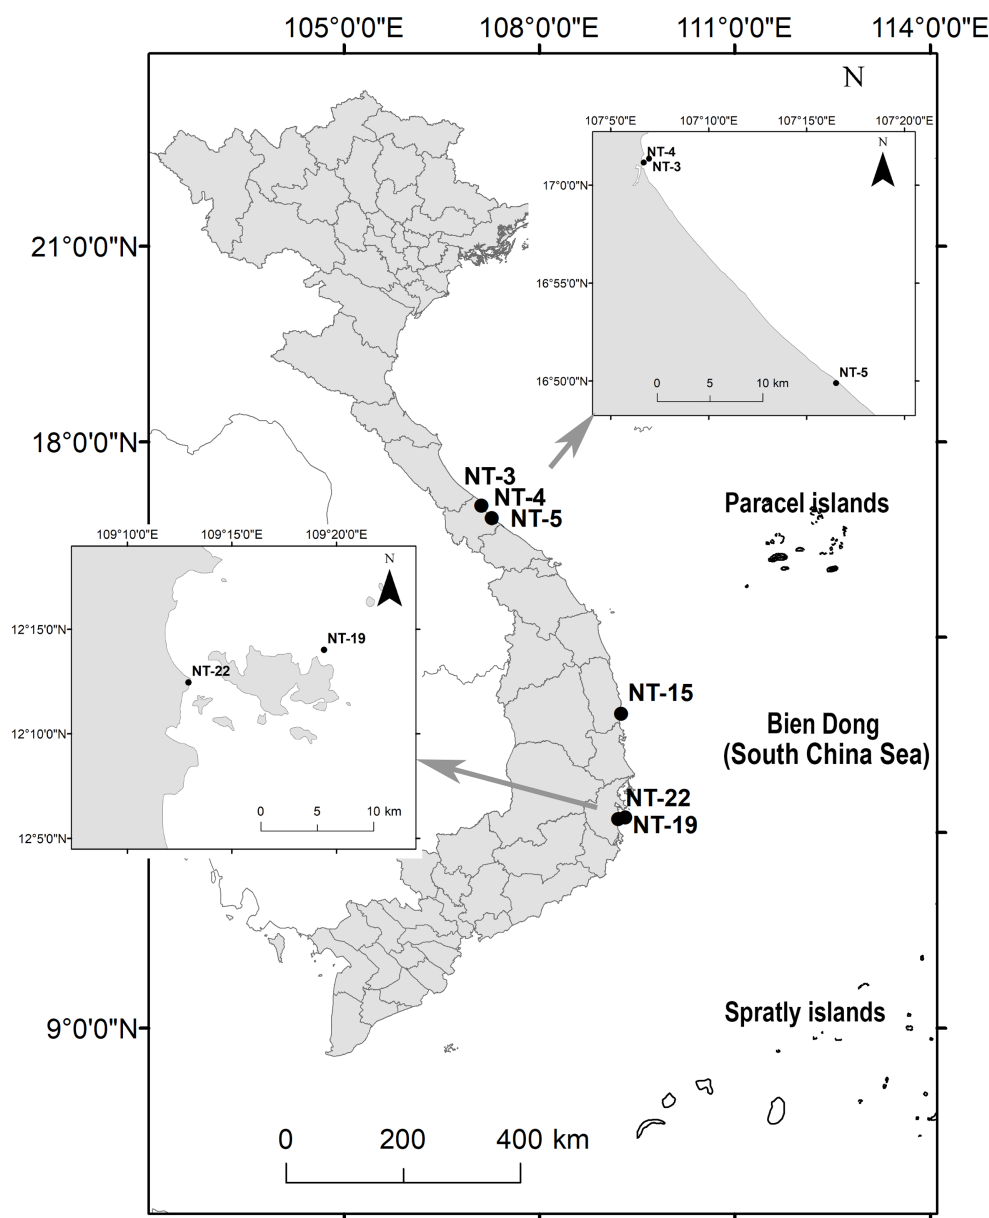 105°0'0"E 108°0'0"E 111°0'0"E 114°0'0"E
N
107°5'0"E 107°10'0"E 107°15'0"E 107°20'0"E
N
NT-4
NT-3
17°0'0"N
16°55'0"N
16°50'0"N
NT-5
0 5 10 km
21°0'0"N
18°0'0"N
NT-3
NT-4
NT-5
Paracel islands
109°10'0"E 109°15'0"E 109°20'0"E
N
12°15'0"N
NT-19
NT-22
12°10'0"N
0 5 10 km
12°5'0"N
NT-15
Bien Dong
(South China Sea)
NT-22
NT-19
Spratly islands
9°0'0"N
0 200 400 km